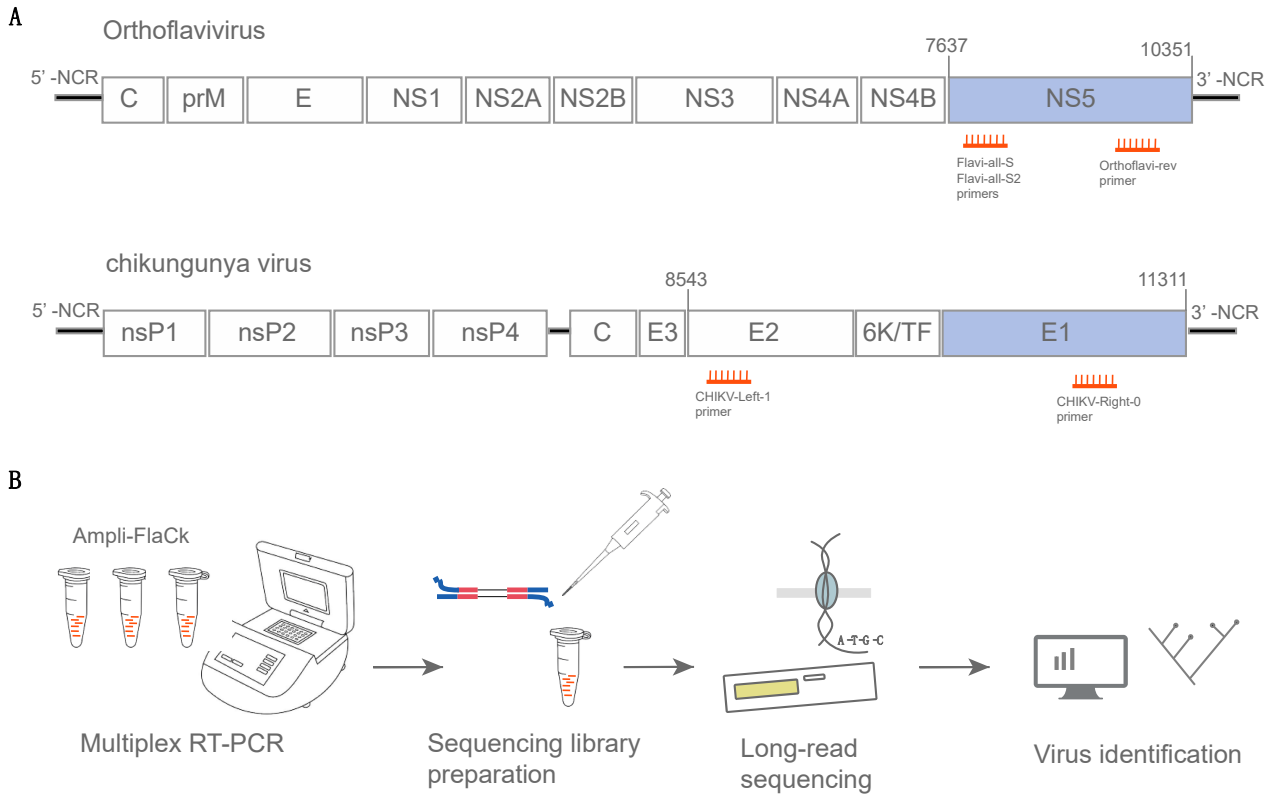 A
Orthoflavivirus
7637
10351
5’ -NCR
C
prM
E
NS1
NS2A
NS2B
NS3
NS4A
NS4B
NS5
3’ -NCR
Flavi-all-S
Flavi-all-S2
primers
Orthoflavi-rev
primer
chikungunya virus
8543
11311
5’ -NCR
nsP1
nsP2
nsP3
nsP4
C
E3
E2
6K/TF
E1
3’ -NCR
CHIKV-Left-1
primer
CHIKV-Right-0
primer
B
Ampli-FlaCk
A-T-G-C
Multiplex RT-PCR
Sequencing library
preparation
Long-read
sequencing
Virus identification